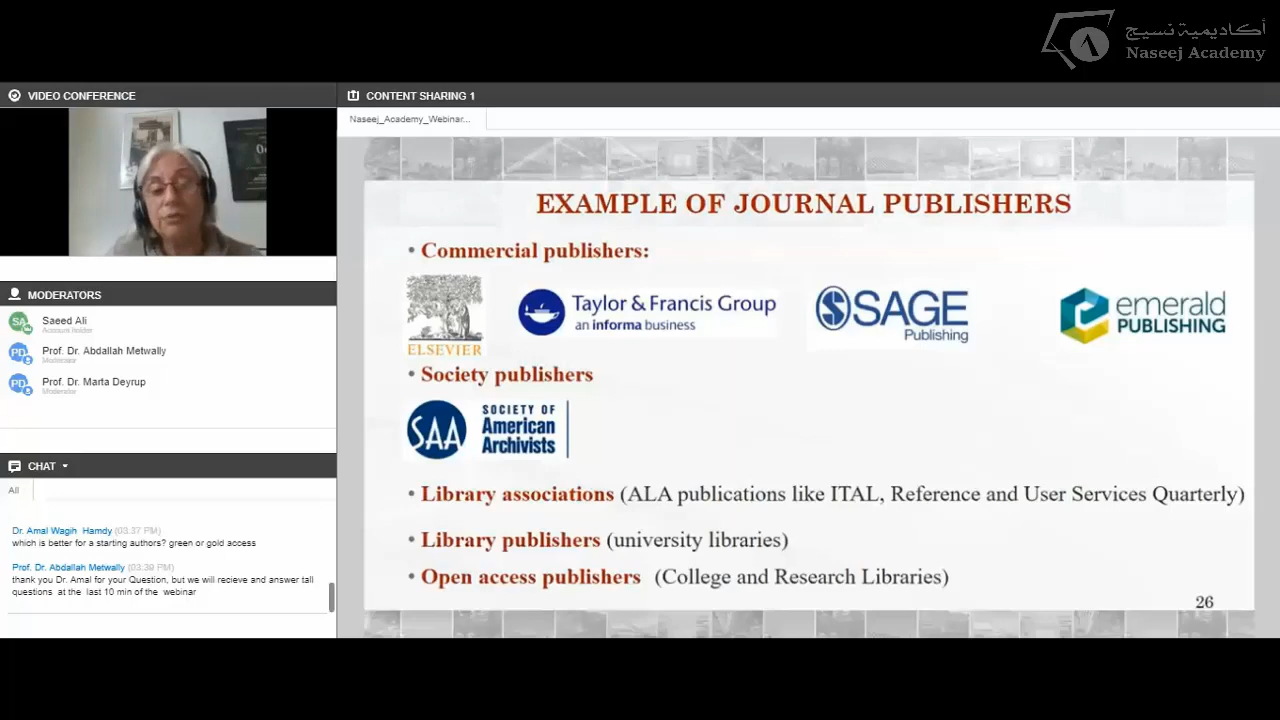 أكاديمية نسيج
Naseej Academy
VIDEO CONFERENCE
MODERATORS
SA
Saeed Ali
Account holder
PD
Prof. Dr. Abdallah Metwally
Moderator
PD
Prof. Dr. Marta Deyrup
Moderator
CHAT
All
Dr. Amal Wagih Hamdy (03:37 PM)
which is better for a starting authors? green or gold access
Prof. Dr. Abdallah Metwally (03:39 PM)
thank you Dr. Amal for your Question, but we will recieve and answer tall
questions at the last 10 min of the webinar
CONTENT SHARING 1
Naseej_Academy_Webinar...
EXAMPLE OF JOURNAL PUBLISHERS
• Commercial publishers:
ELSEVIER
Taylor & Francis Group
an informa business
SAGE
Publishing
emerald
PUBLISHING
• Society publishers
SAA
SOCIETY OF
American
Archivists
• Library associations (ALA publications like ITAL, Reference and User Services Quarterly)
• Library publishers (university libraries)
• Open access publishers (College and Research Libraries)
26